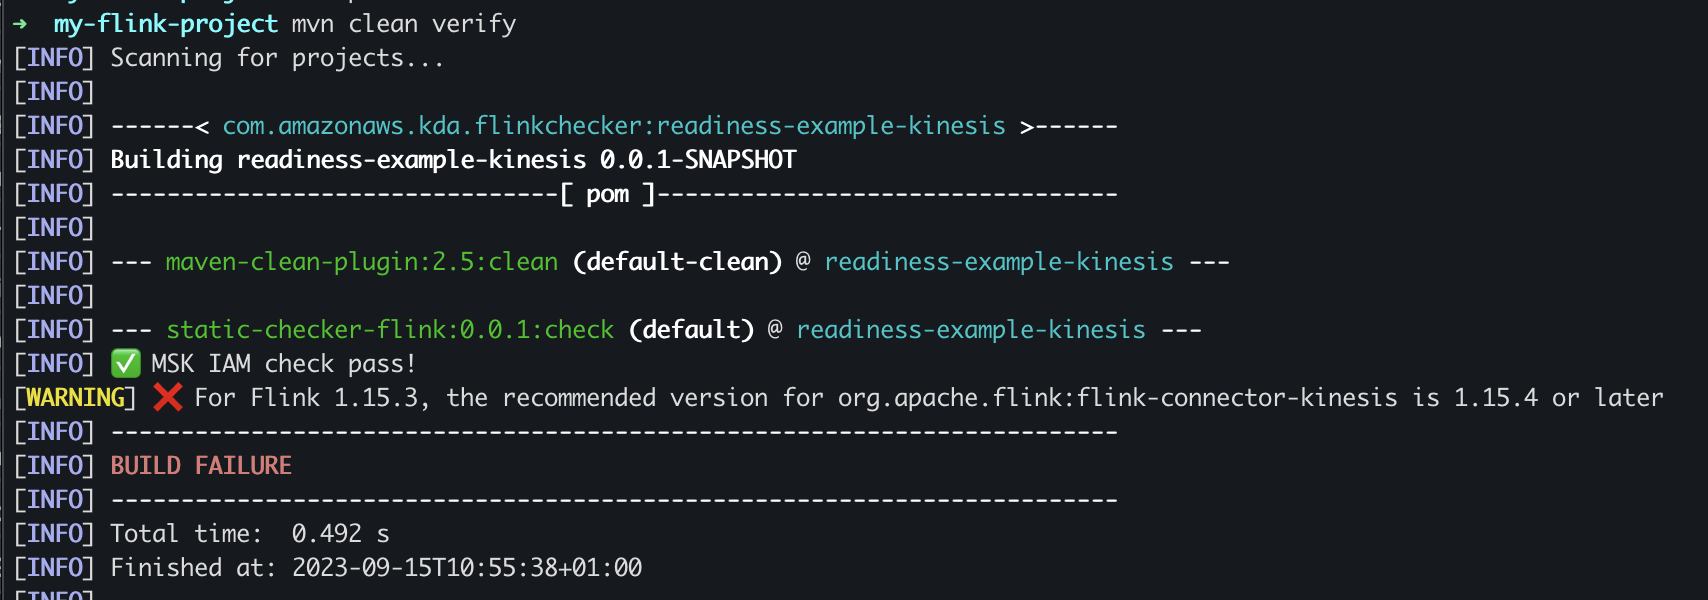 → my-flink-project mvn clean verify
[INFO] Scanning for projects...
[INFO]
[INFO] ------< com.amazonaws.kda.flinkchecker:readiness-example-kinesis >------
[INFO] Building readiness-example-kinesis 0.0.1-SNAPSHOT
[INFO] --------------------------------[ pom ]---------------------------------
[INFO]
[INFO] --- maven-clean-plugin:2.5:clean (default-clean) @ readiness-example-kinesis ---
[INFO]
[INFO] --- static-checker-flink:0.0.1:check (default) @ readiness-example-kinesis ---
[INFO] ✅ MSK IAM check pass!
[WARNING] ❌ For Flink 1.15.3, the recommended version for org.apache.flink:flink-connector-kinesis is 1.15.4 or later
[INFO] ------------------------------------------------------------------------
[INFO] BUILD FAILURE
[INFO] ------------------------------------------------------------------------
[INFO] Total time:  0.492 s
[INFO] Finished at: 2023-09-15T10:55:38+01:00
[INFO]